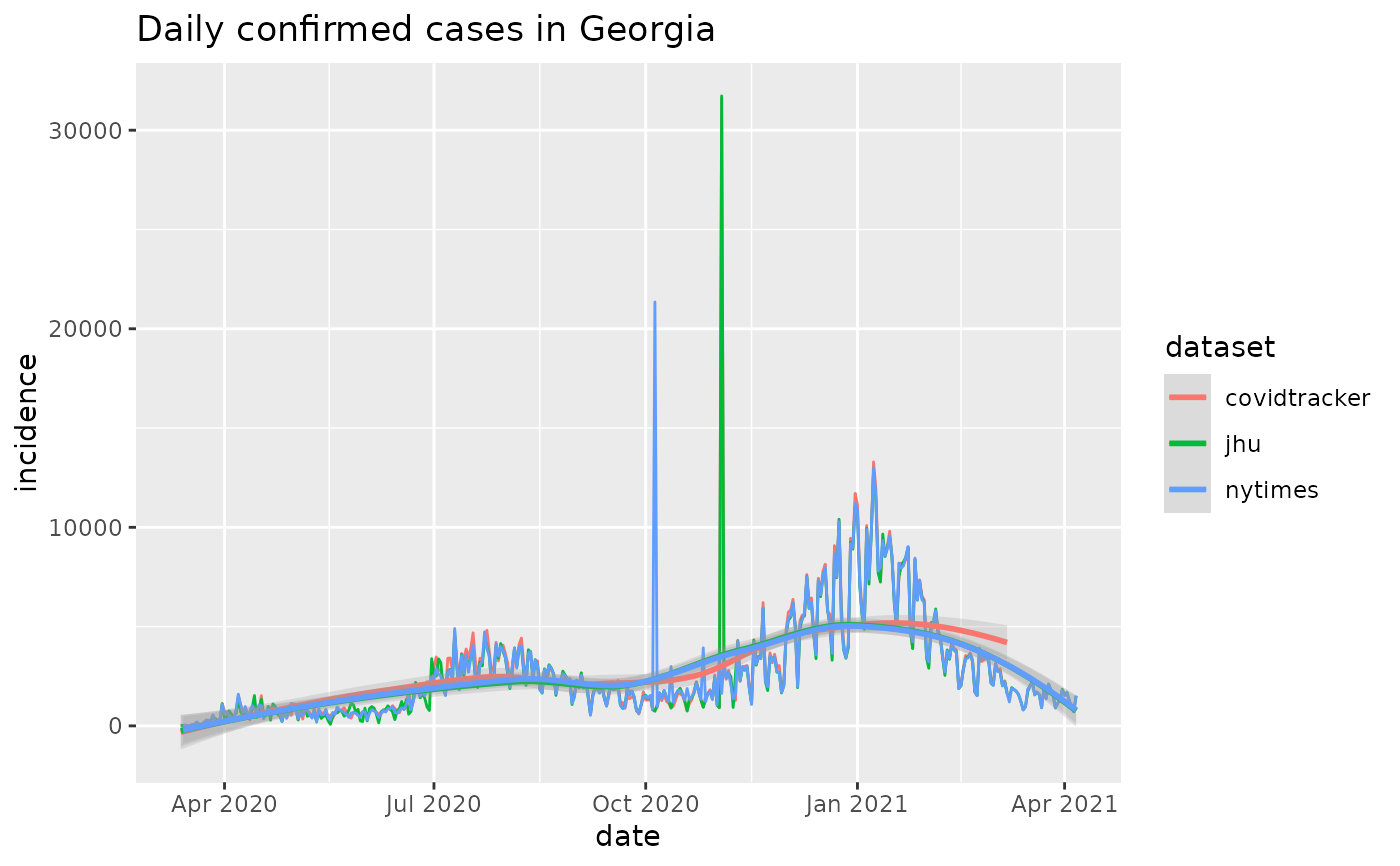 Daily confirmed cases in Georgia
30000
20000
10000
0
incidence
Apr 2020 Jul 2020 Oct 2020 Jan 2021 Apr 2021
date
dataset
covidtracker
jhu
nytimes